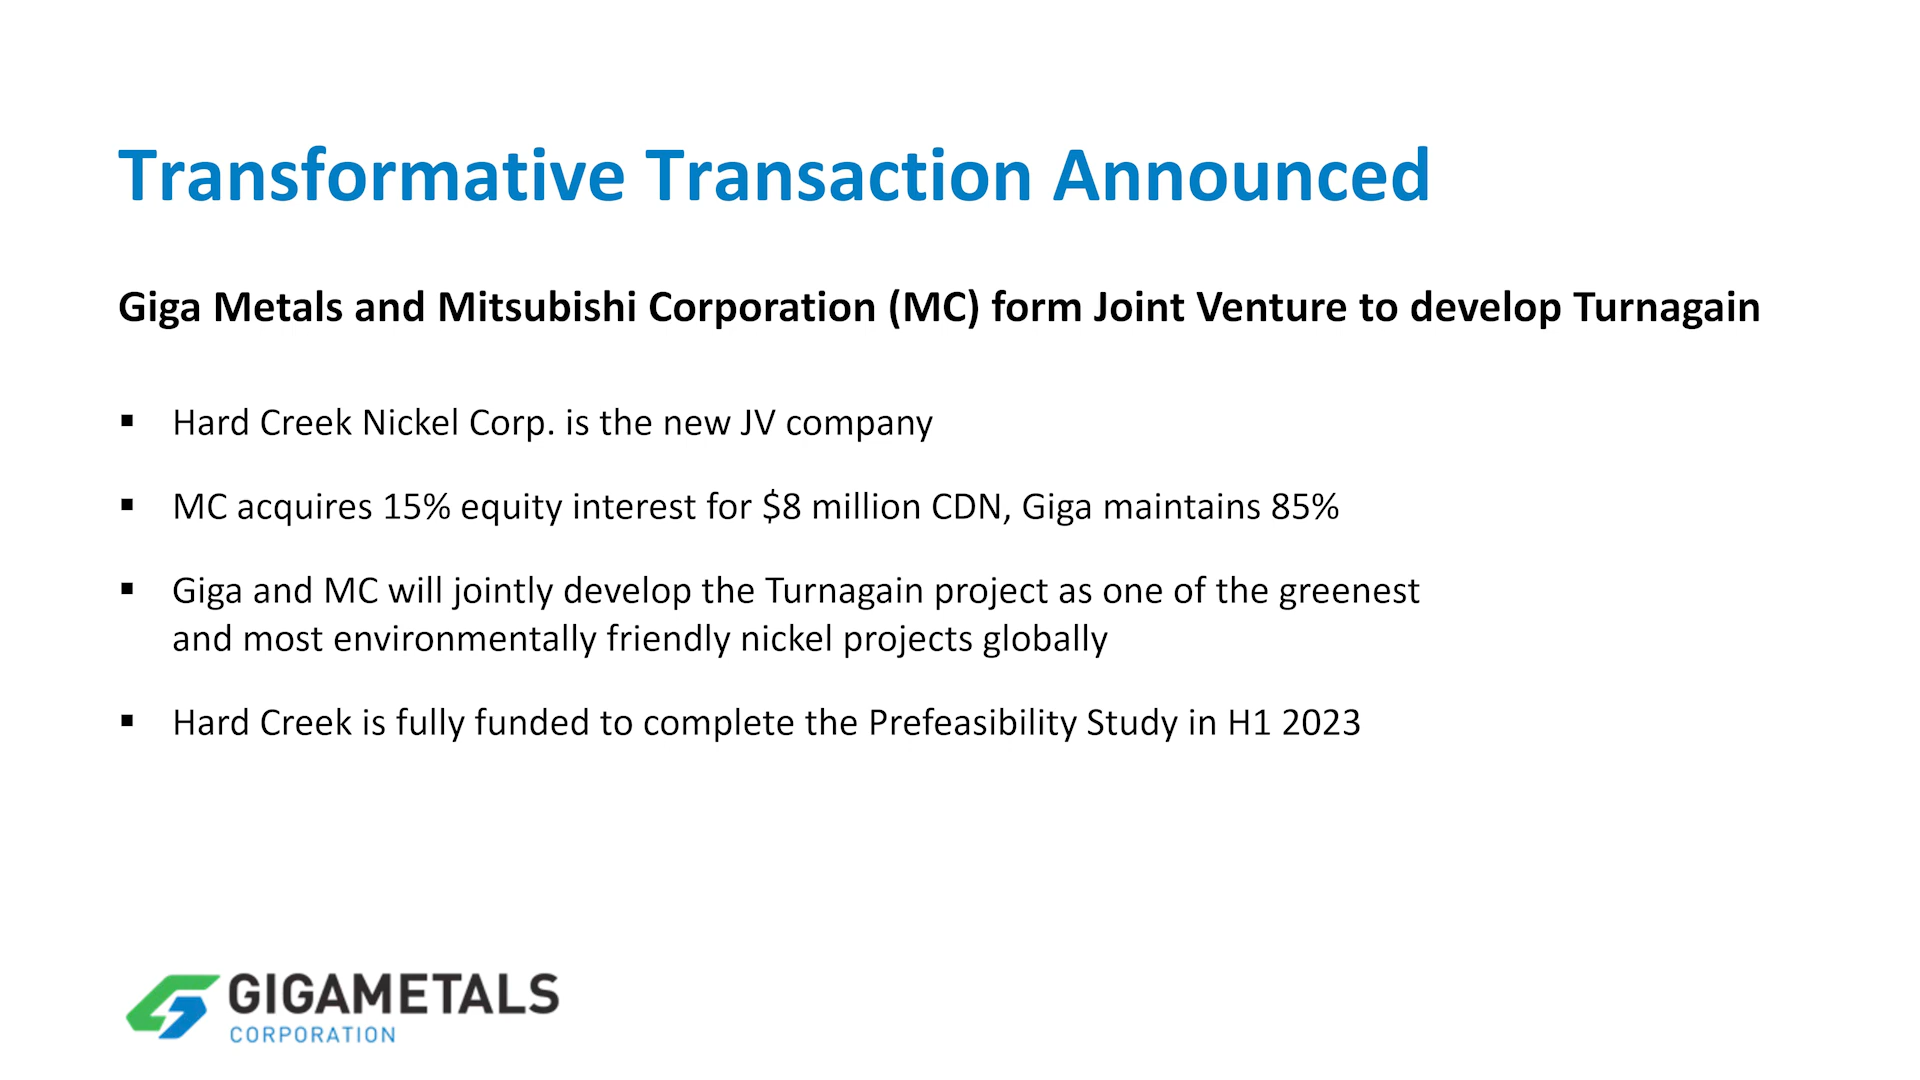 Transformative Transaction Announced
Giga Metals and Mitsubishi Corporation (MC) form Joint Venture to develop Turnagain
▪ Hard Creek Nickel Corp. is the new JV company
▪ MC acquires 15% equity interest for $8 million CDN, Giga maintains 85%
▪ Giga and MC will jointly develop the Turnagain project as one of the greenest
and most environmentally friendly nickel projects globally
▪ Hard Creek is fully funded to complete the Prefeasibility Study in H1 2023
GIGAMETALS
CORPORATION